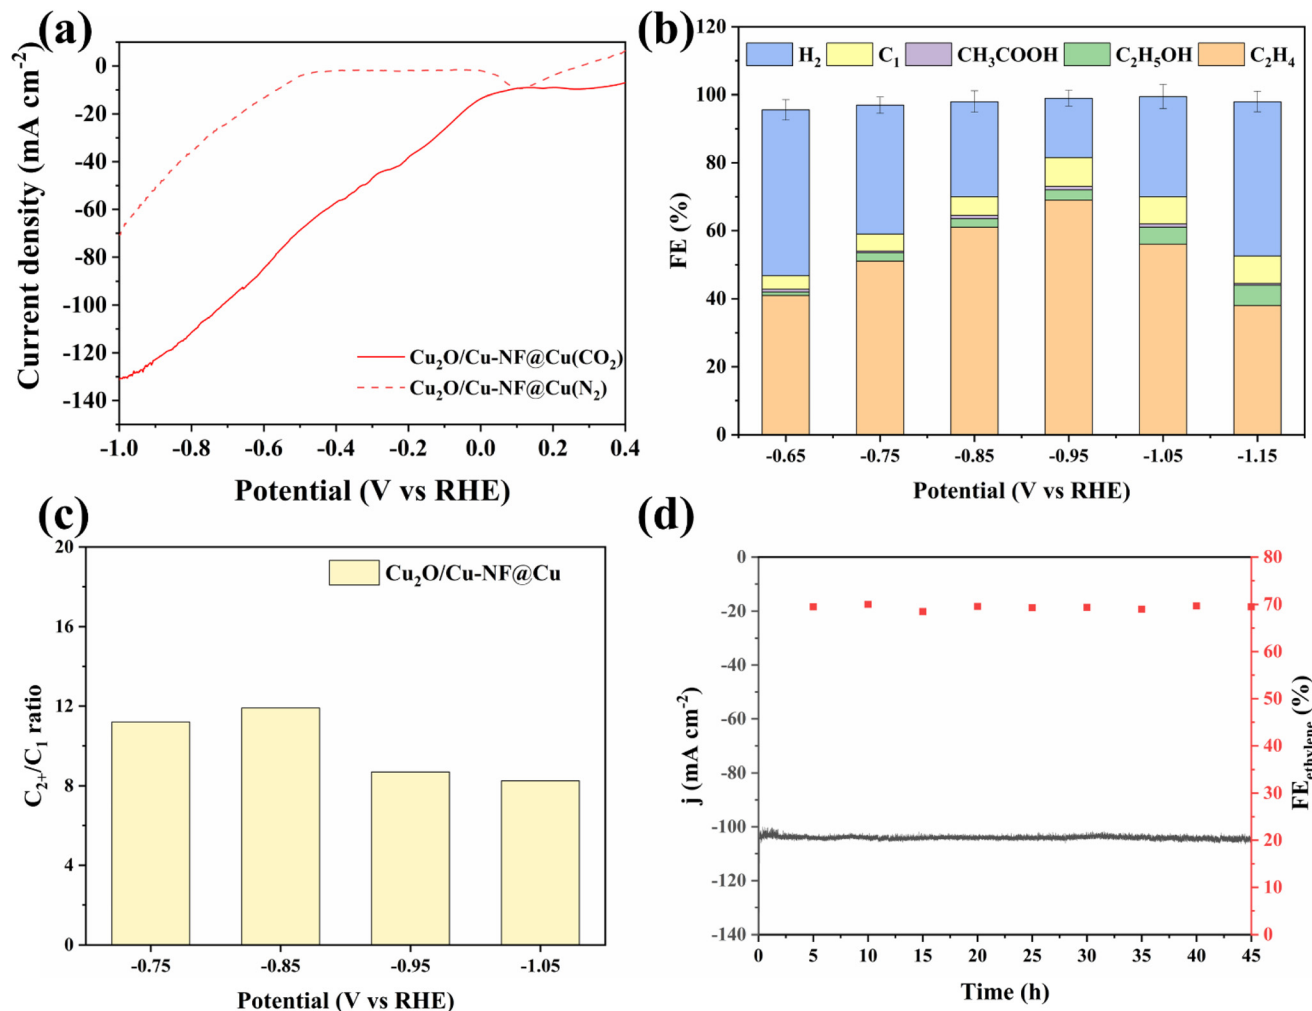 (a)
Current density (mA cm⁻²)
0
-20
-40
-60
-80
-100
-120
-140
Cu₂O/Cu-NF@Cu(CO₂)
Cu₂O/Cu-NF@Cu(N₂)
-1.0 -0.8 -0.6 -0.4 -0.2 0.0 0.2 0.4
Potential (V vs RHE)
(b)
FE (%)
120
100
80
60
40
20
0
H₂ C₁ CH₃COOH C₂H₅OH C₂H₄
-0.65 -0.75 -0.85 -0.95 -1.05 -1.15
Potential (V vs RHE)
(c)
C₂₊/C₁ ratio
20
16
12
8
4
0
Cu₂O/Cu-NF@Cu
-0.75 -0.85 -0.95 -1.05
Potential (V vs RHE)
(d)
j (mA cm⁻²)
0
-20
-40
-60
-80
-100
-120
-140
80
70
60
50
40
30
20
10
0
FEethylene (%)
0 5 10 15 20 25 30 35 40 45
Time (h)